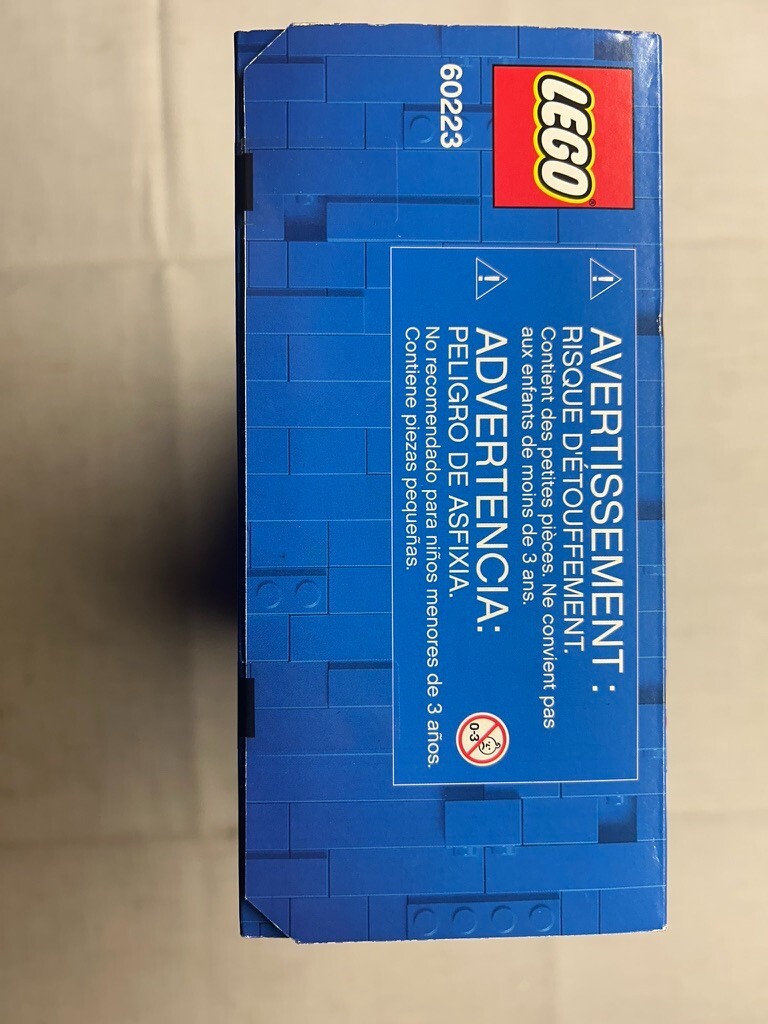 LEGO®
60223
AVERTISSEMENT :
RISQUE D'ÉTOUFFEMENT.
Contient des petites pièces. Ne convient pas
aux enfants de moins de 3 ans.
ADVERTENCIA:
PELIGRO DE ASFIXIA.
No recomendado para niños menores de 3 años.
Contiene piezas pequeñas.
0-3